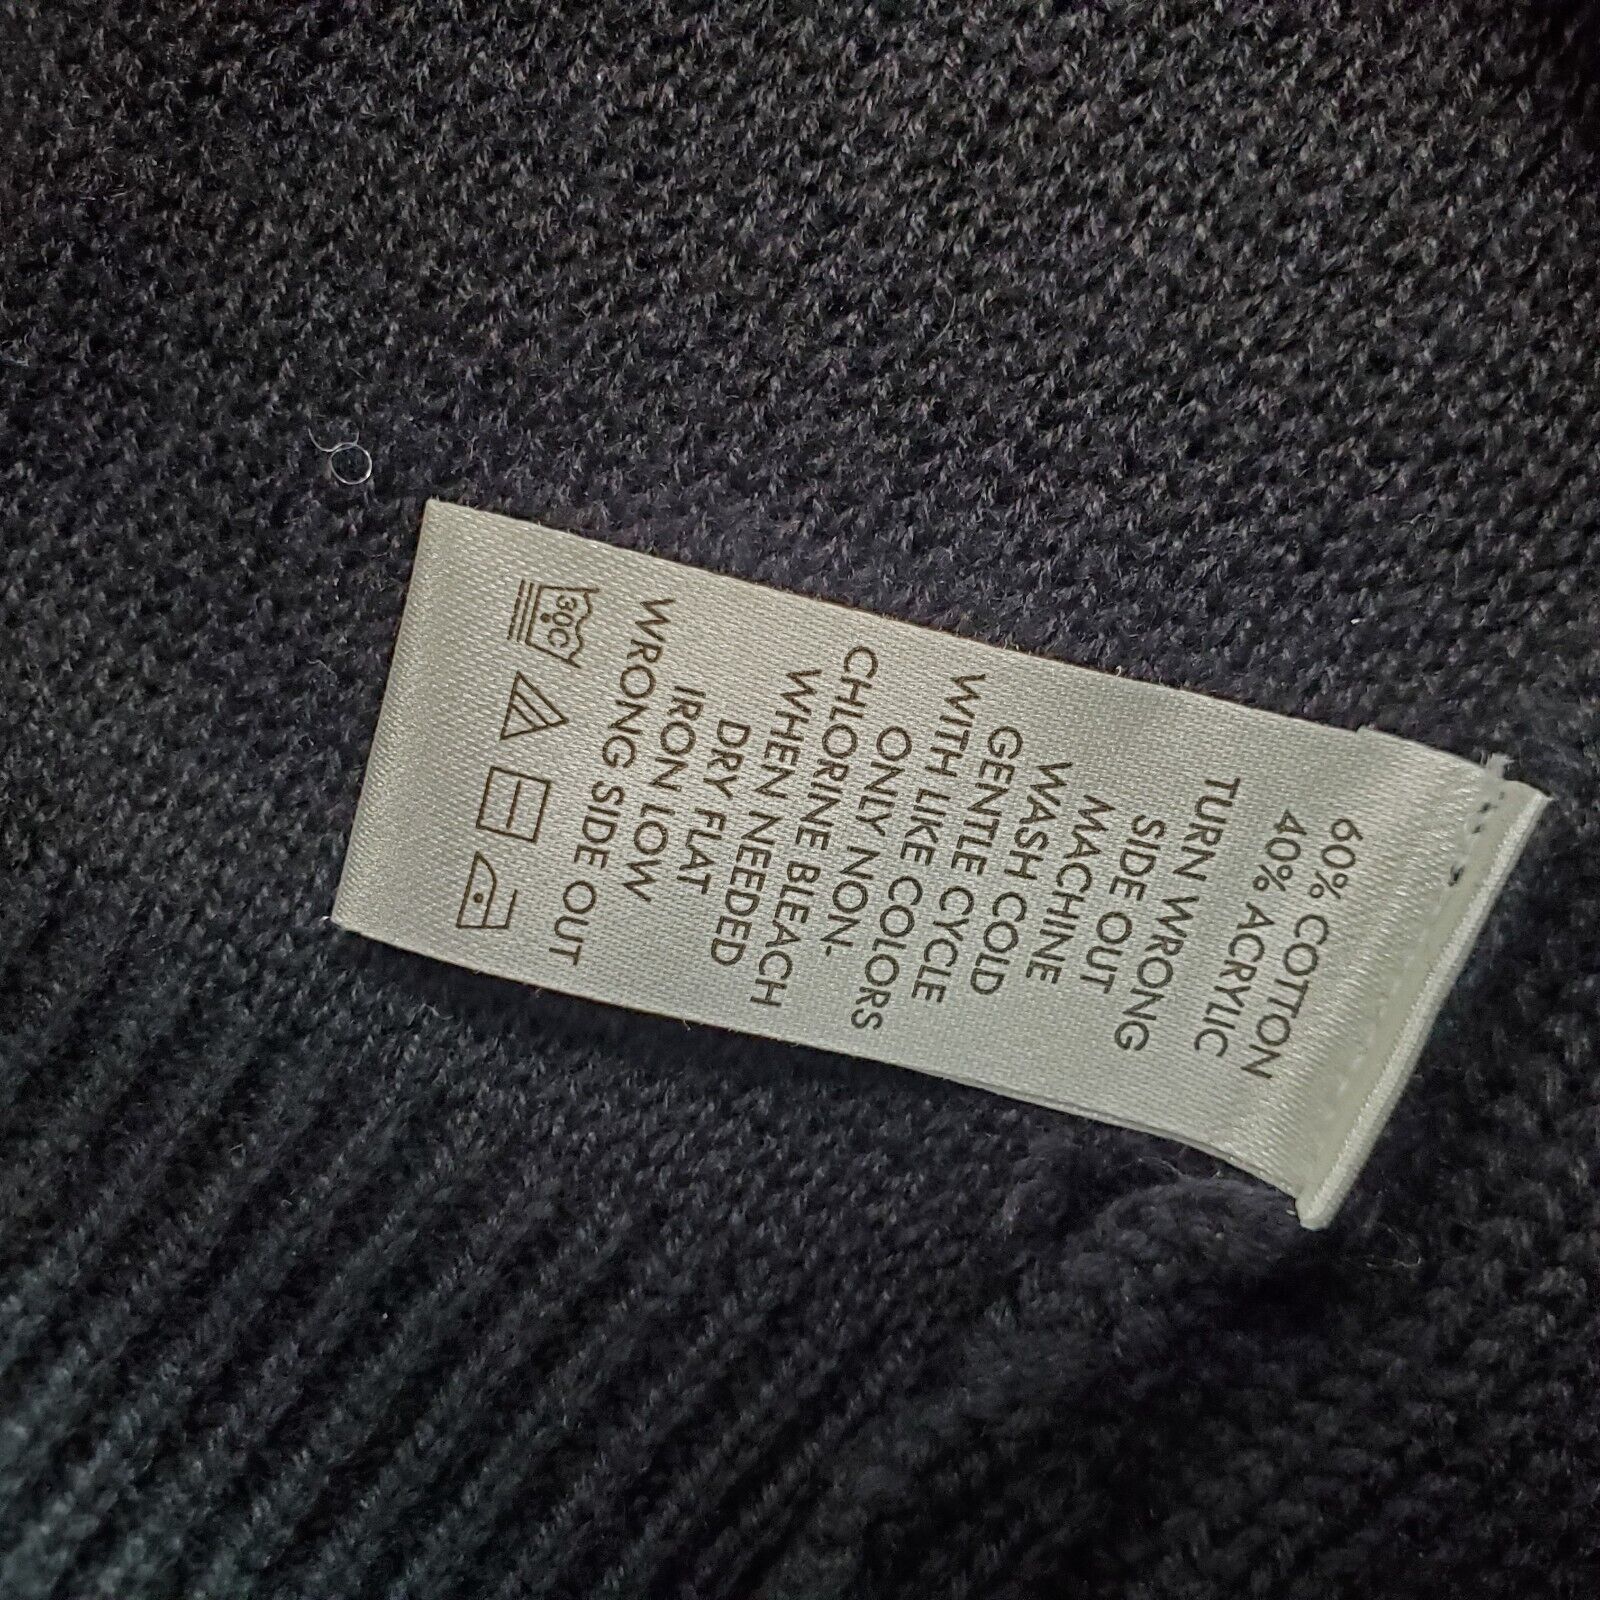 60% COTTON
40% ACRYLIC
TURN WRONG
SIDE OUT
MACHINE
WASH COLD
GENTLE CYCLE
WITH LIKE COLORS
ONLY NON-
CHLORINE BLEACH
WHEN NEEDED
DRY FLAT
IRON LOW
WRONG SIDE OUT
30C